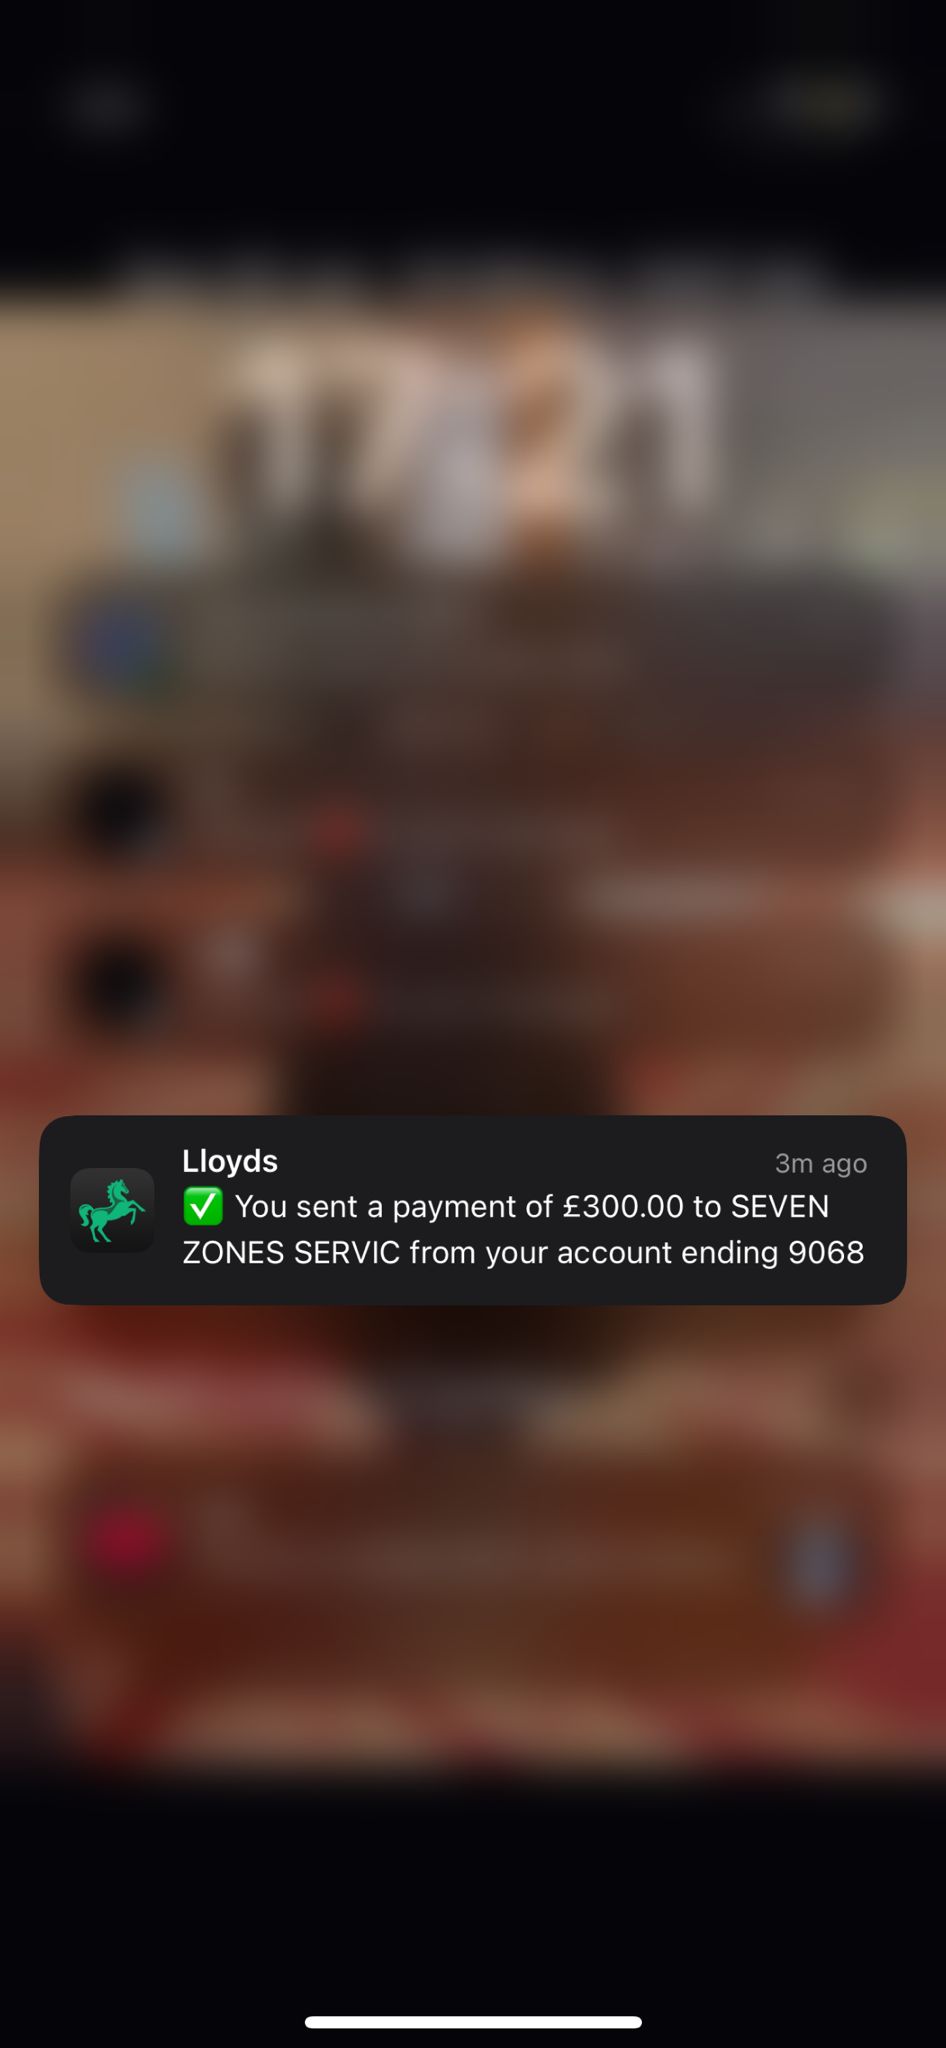 Lloyds
3m ago
✅ You sent a payment of £300.00 to SEVEN
ZONES SERVIC from your account ending 9068